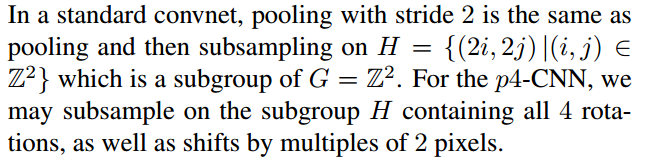 In a standard convnet, pooling with stride 2 is the same as
pooling and then subsampling on H = {(2i, 2j) |(i, j) ∈
ℤ²} which is a subgroup of G = ℤ². For the p4-CNN, we
may subsample on the subgroup H containing all 4 rota-
tions, as well as shifts by multiples of 2 pixels.